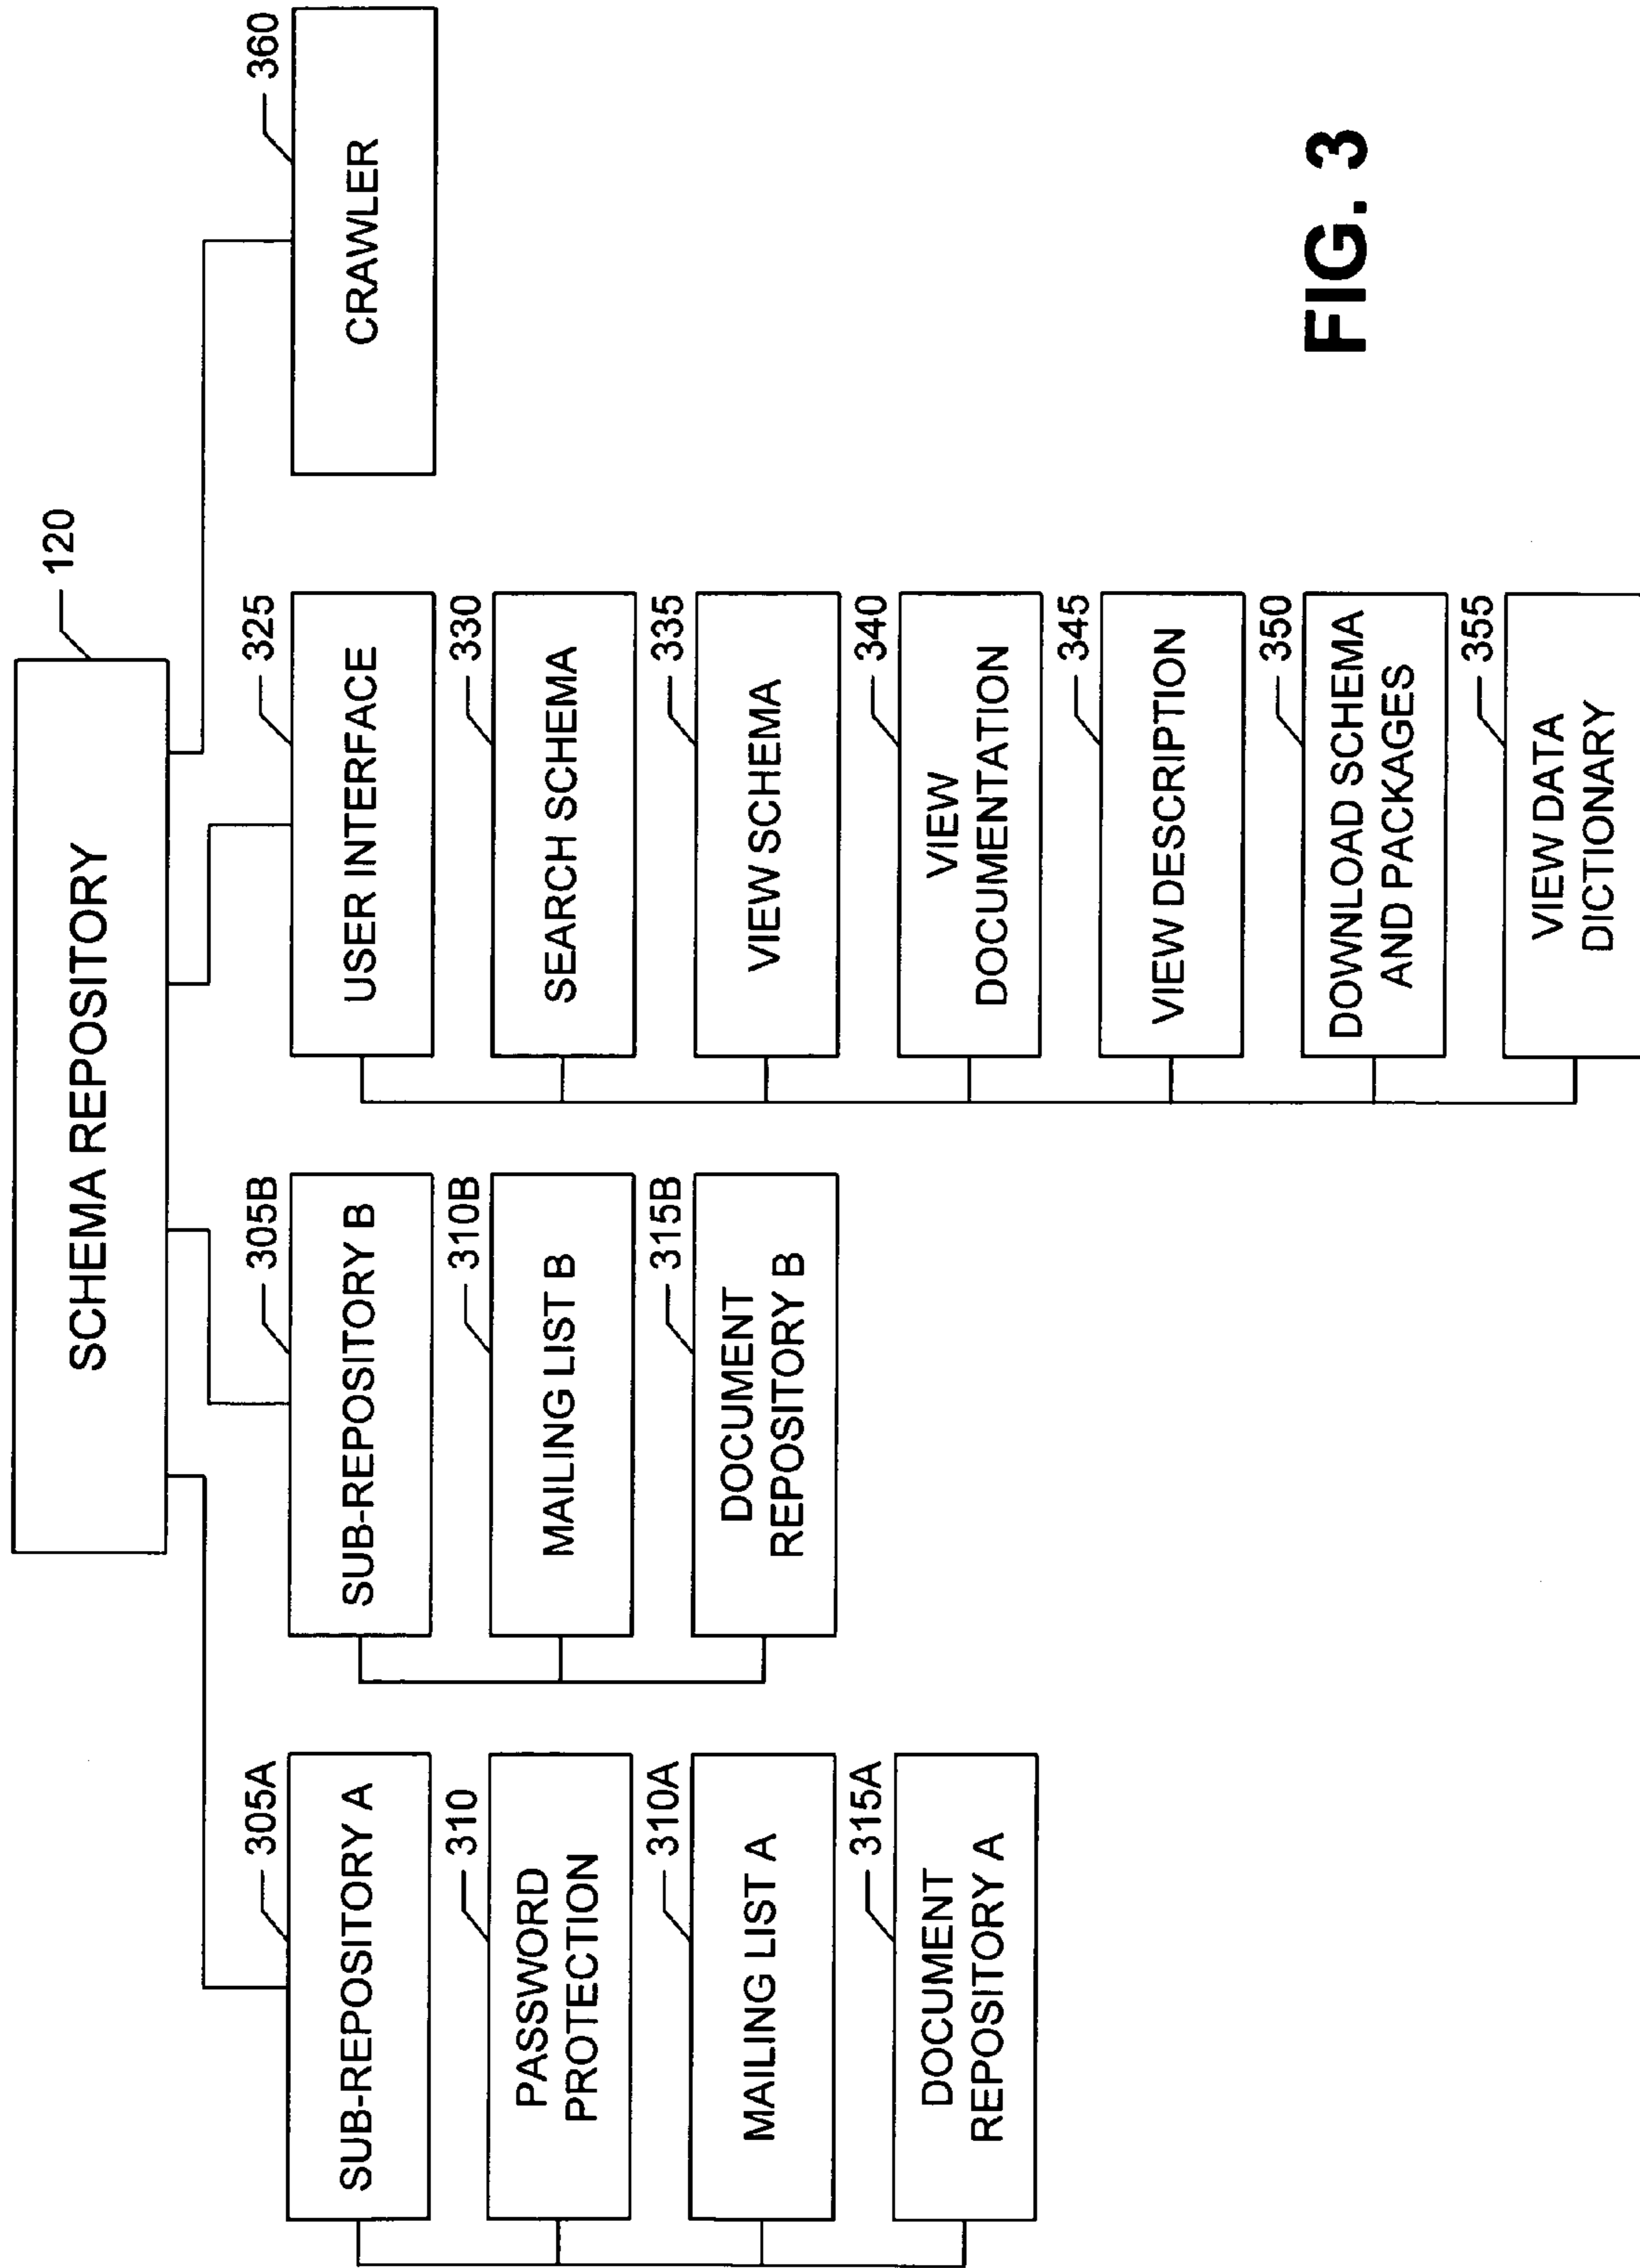 SCHEMA REPOSITORY
120
305A
SUB-REPOSITORY A
310
PASSWORD
PROTECTION
310A
MAILING LIST A
315A
DOCUMENT
REPOSITORY A
305B
SUB-REPOSITORY B
310B
MAILING LIST B
315B
DOCUMENT
REPOSITORY B
325
USER INTERFACE
330
SEARCH SCHEMA
335
VIEW SCHEMA
340
VIEW
DOCUMENTATION
345
VIEW DESCRIPTION
350
DOWNLOAD SCHEMA
AND PACKAGES
355
VIEW DATA
DICTIONARY
360
CRAWLER
FIG. 3